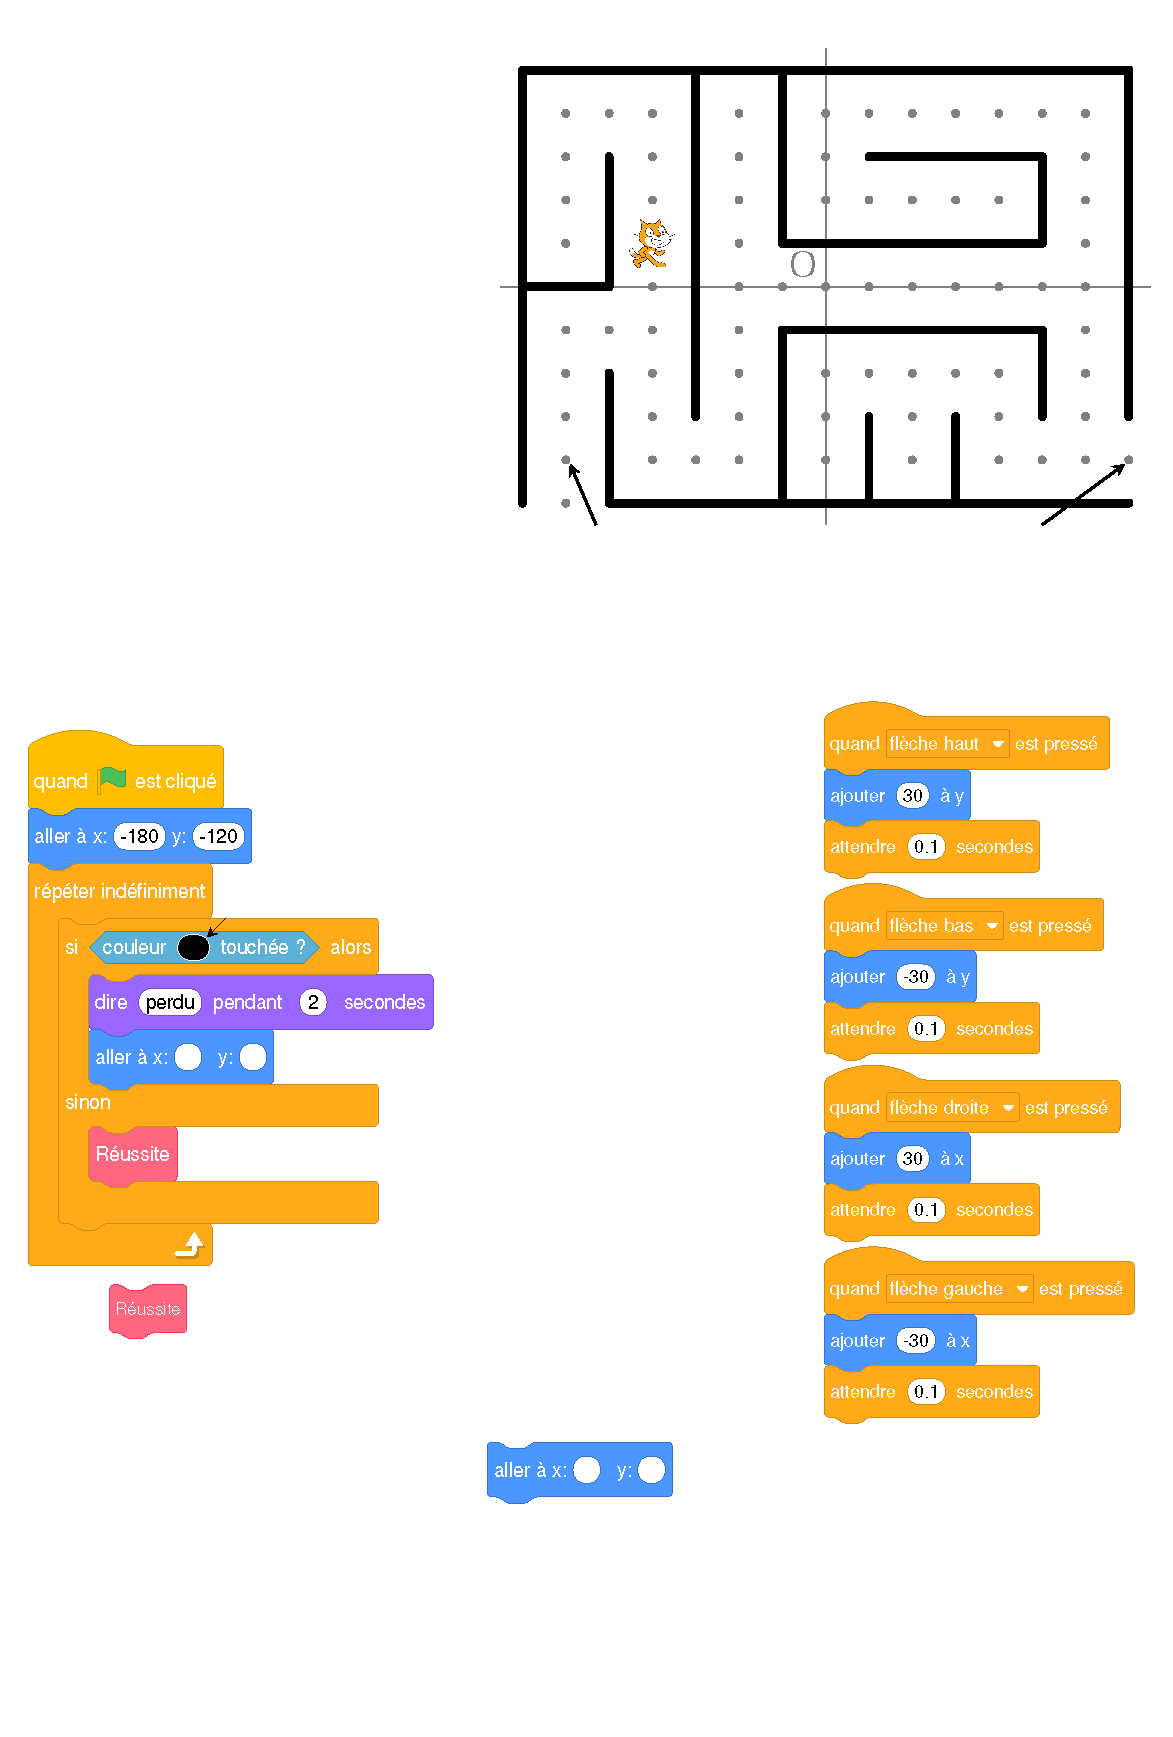 O
quand est cliqué
aller à x: -180 y: -120
répéter indéfiniment
si couleur touchée ? alors
dire perdu pendant 2 secondes
aller à x: y:
sinon
Réussite
Réussite
aller à x: y:
quand flèche haut est pressé
ajouter 30 à y
attendre 0.1 secondes
quand flèche bas est pressé
ajouter -30 à y
attendre 0.1 secondes
quand flèche droite est pressé
ajouter 30 à x
attendre 0.1 secondes
quand flèche gauche est pressé
ajouter -30 à x
attendre 0.1 secondes